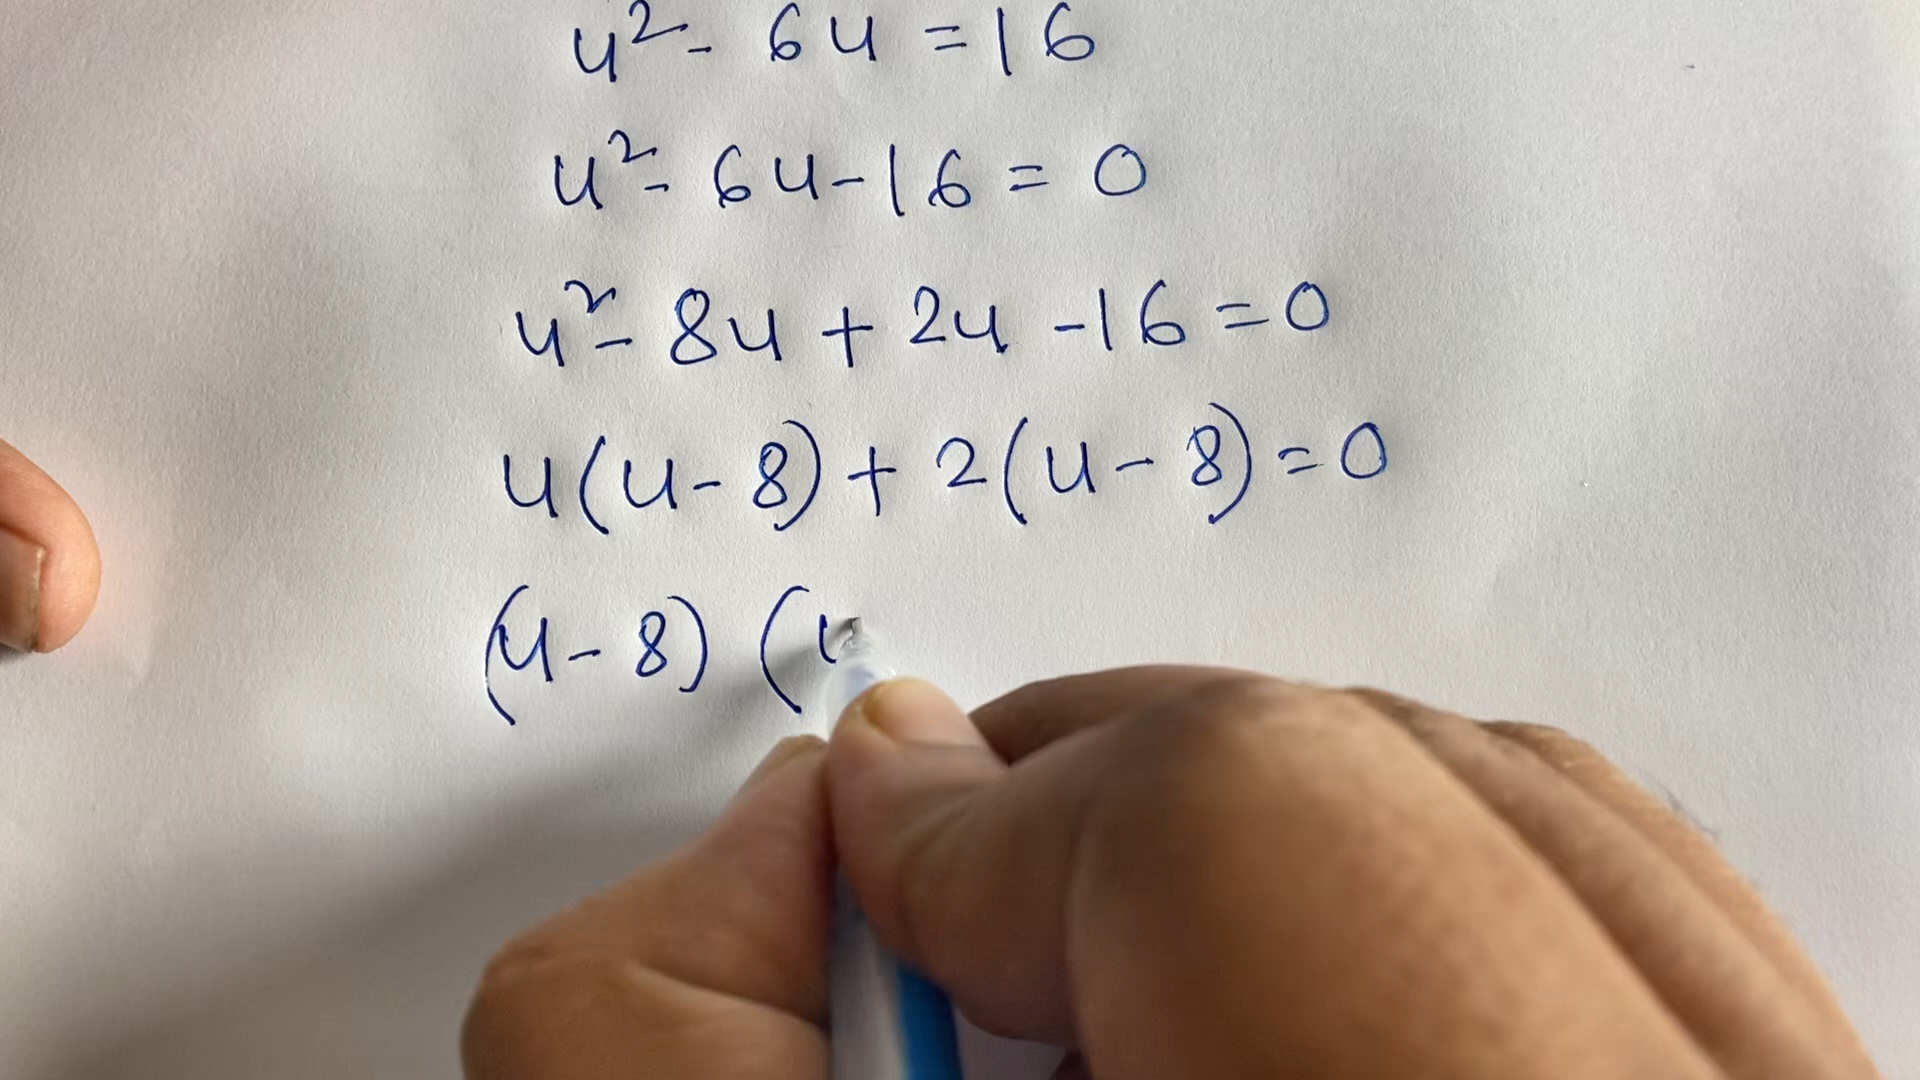 u² - 6u = 16
u² - 6u - 16 = 0
u² - 8u + 2u - 16 = 0
u(u - 8) + 2(u - 8) = 0
(u - 8) (u